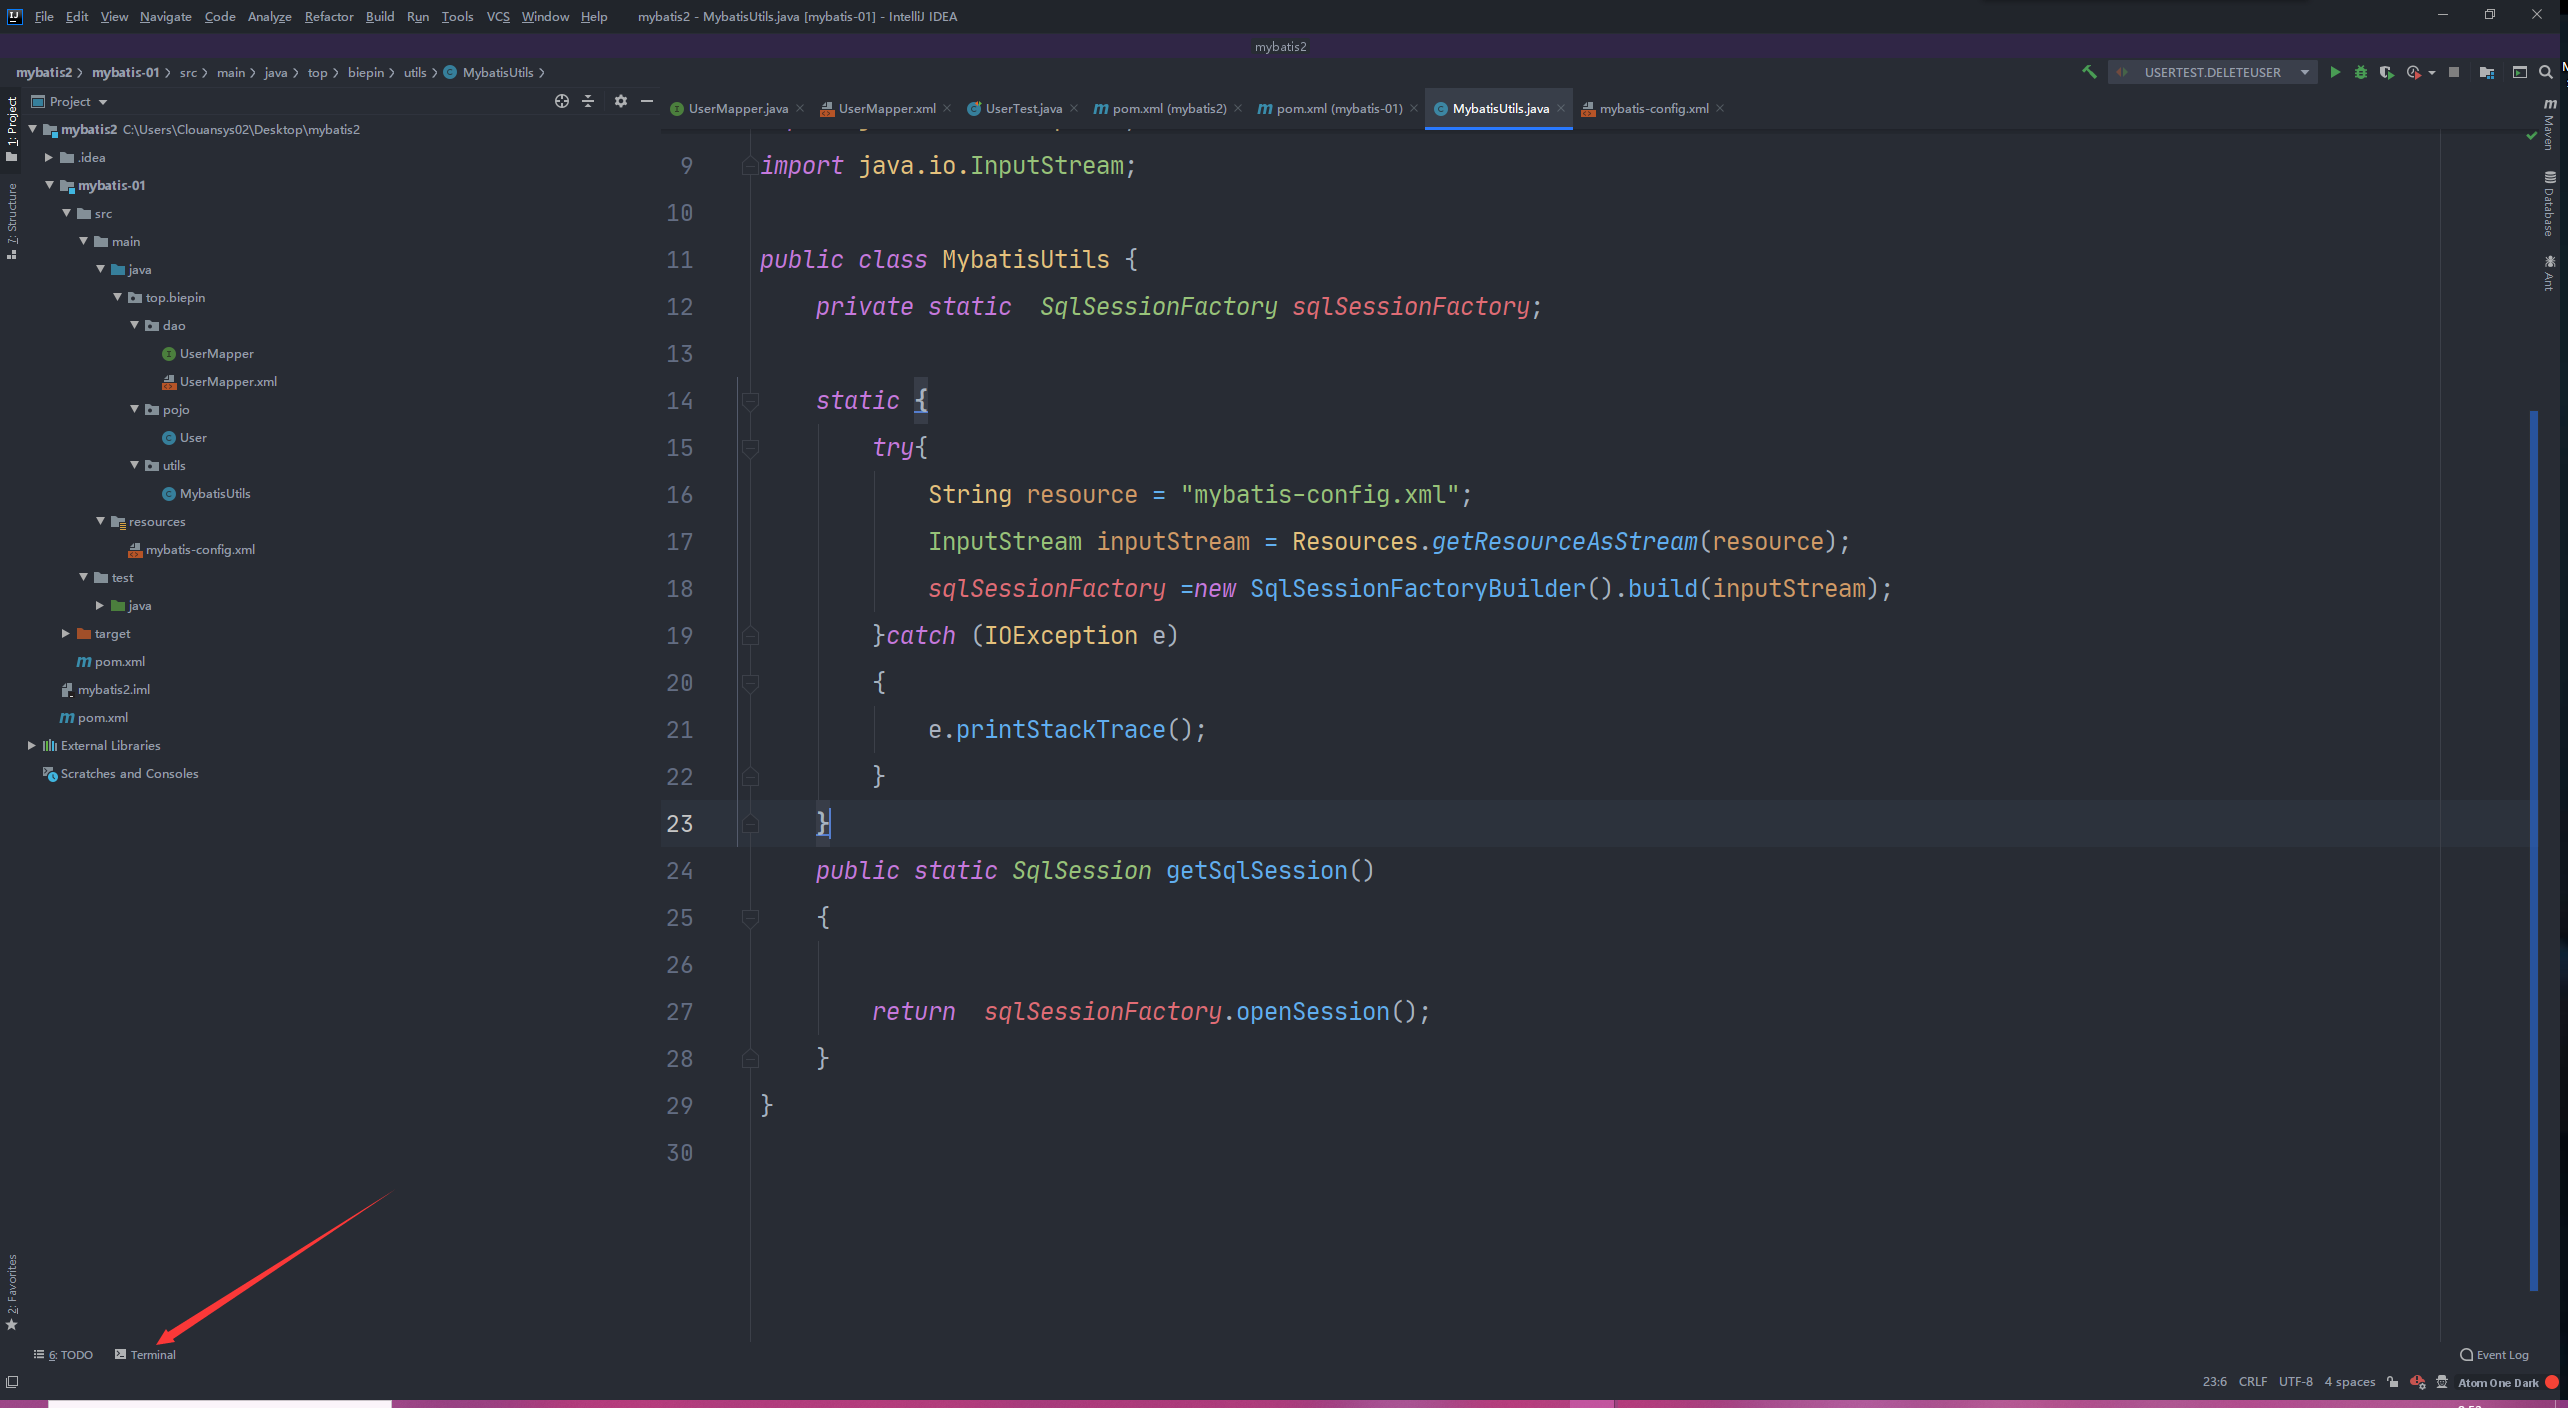 File Edit View Navigate Code Analyze Refactor Build Run Tools VCS Window Help mybatis2 - MybatisUtils.java [mybatis-01] - IntelliJ IDEA
mybatis2
mybatis2 mybatis-01 src main java top biepin utils MybatisUtils
USERTEST.DELETEUSER
Project
UserMapper.java UserMapper.xml UserTest.java pom.xml (mybatis2) pom.xml (mybatis-01) MybatisUtils.java mybatis-config.xml
1: Project
7: Structure
2: Favorites
mybatis2 C:\Users\Clouansys02\Desktop\mybatis2
.idea
mybatis-01
src
main
java
top.biepin
dao
UserMapper
UserMapper.xml
pojo
User
utils
MybatisUtils
resources
mybatis-config.xml
test
java
target
pom.xml
mybatis2.iml
pom.xml
External Libraries
Scratches and Consoles
9 import java.io.InputStream;
10
11 public class MybatisUtils {
12 private static  SqlSessionFactory sqlSessionFactory;
13
14 static {
15 try{
16 String resource = "mybatis-config.xml";
17 InputStream inputStream = Resources.getResourceAsStream(resource);
18 sqlSessionFactory =new SqlSessionFactoryBuilder().build(inputStream);
19 }catch (IOException e)
20 {
21 e.printStackTrace();
22 }
23 }
24 public static SqlSession getSqlSession()
25 {
26
27 return  sqlSessionFactory.openSession();
28 }
29 }
30
Maven
Database
Ant
6: TODO Terminal
Event Log
23:6 CRLF UTF-8 4 spaces Atom One Dark